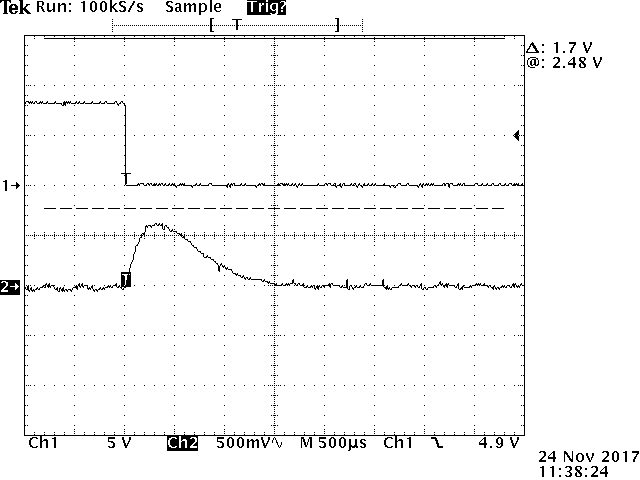 Tek Run: 100kS/s Sample Trig?
[ T ]
Δ: 1.7 V
@: 2.48 V
T
1→
T
2→
Ch1 5 V Ch2 500mV∿ M 500µs Ch1 ꔪ 4.9 V
24 Nov 2017
11:38:24